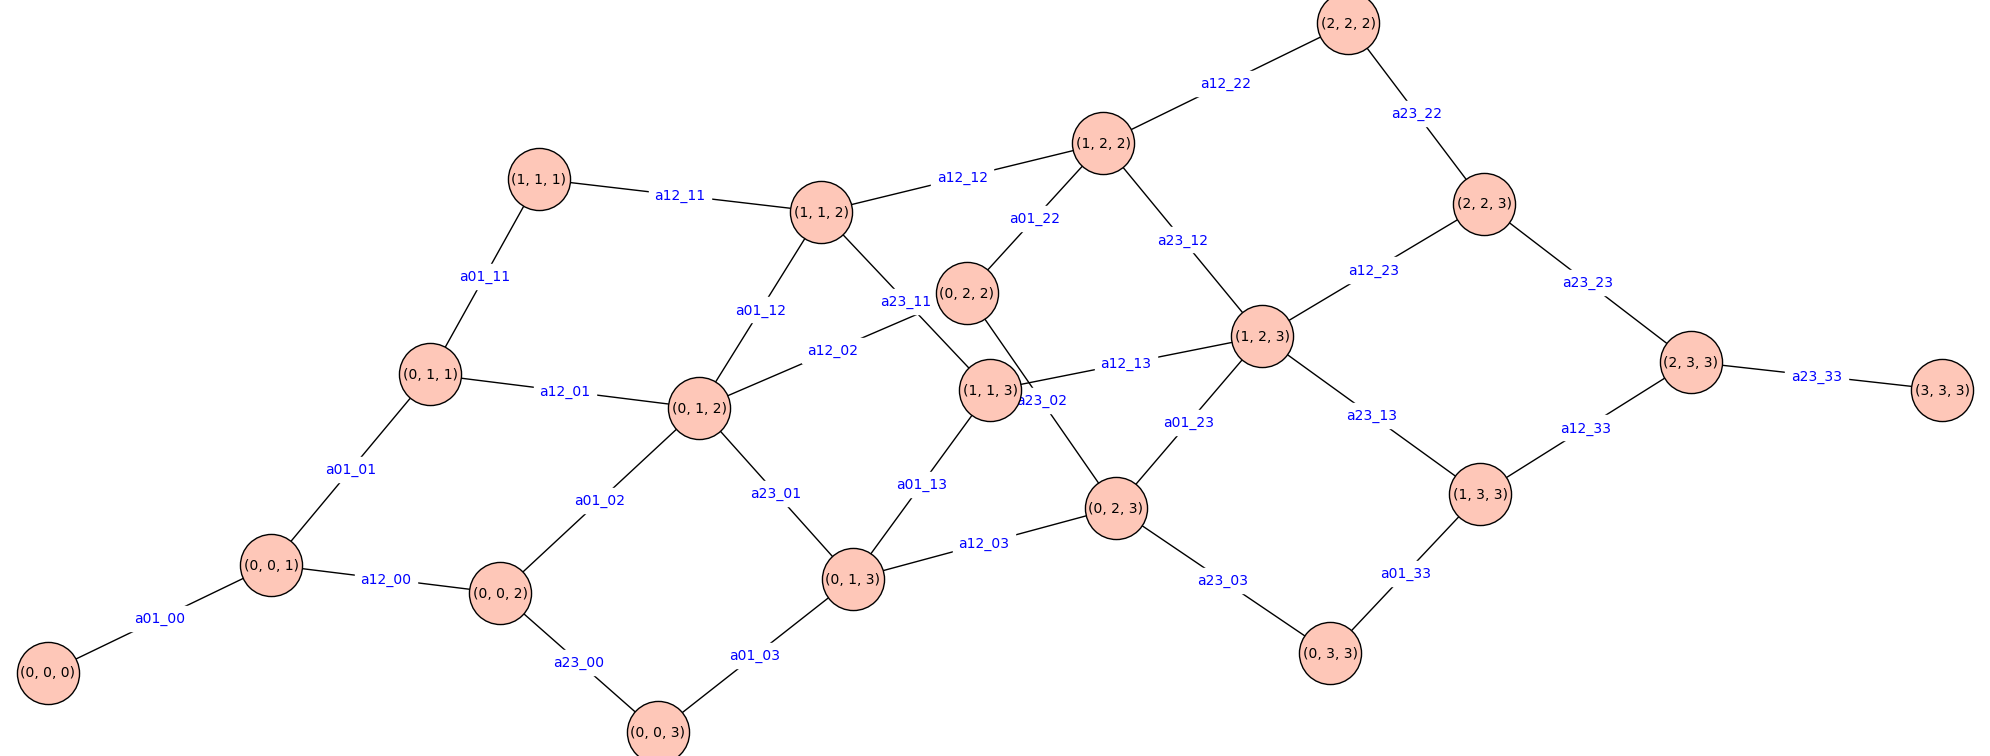 (2, 2, 2)
a12_22
a23_22
(1, 2, 2)
a12_12
(1, 1, 1)
a12_11
(1, 1, 2)
a01_22
(2, 2, 3)
a23_12
a12_23
a01_11
a23_23
(0, 2, 2)
a23_11
a01_12
(1, 2, 3)
a12_02
a12_13
(2, 3, 3)
a23_33
(3, 3, 3)
(0, 1, 1)
a12_01
(1, 1, 3)
a23_02
(0, 1, 2)
a23_13
a01_23
a12_33
a01_01
a01_13
a23_01
(1, 3, 3)
a01_02
(0, 2, 3)
a12_03
(0, 0, 1)
a12_00
a01_33
(0, 1, 3)
a23_03
(0, 0, 2)
a01_00
a01_03
(0, 3, 3)
a23_00
(0, 0, 0)
(0, 0, 3)